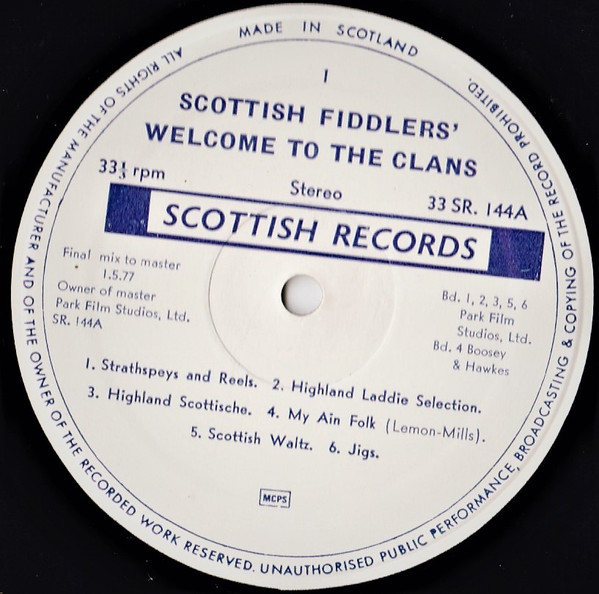 MADE IN SCOTLAND
ALL RIGHTS OF THE MANUFACTURER AND OF THE OWNER OF THE RECORDED WORK RESERVED. UNAUTHORISED PUBLIC PERFORMANCE, BROADCASTING & COPYING OF THE RECORD PROHIBITED.
I
SCOTTISH FIDDLERS'
WELCOME TO THE CLANS
33⅓ rpm
Stereo
33 SR. 144A
SCOTTISH RECORDS
Final mix to master
1.5.77
Owner of master
Park Film Studios, Ltd.
SR. 144A
Bd. 1, 2, 3, 5, 6
Park Film
Studios, Ltd.
Bd. 4 Boosey
& Hawkes
1. Strathspeys and Reels. 2. Highland Laddie Selection.
3. Highland Scottische. 4. My Ain Folk (Lemon-Mills).
5. Scottish Waltz. 6. Jigs.
MCPS